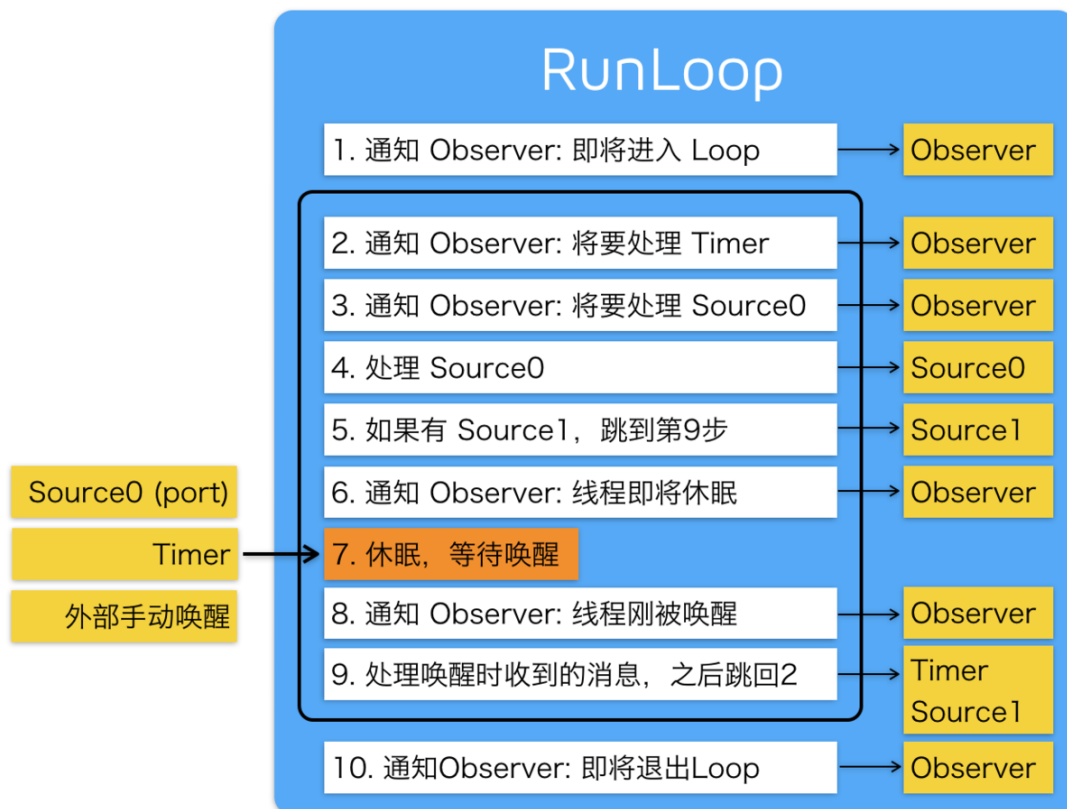 RunLoop
1. 通知 Observer: 即将进入 Loop
Observer
2. 通知 Observer: 将要处理 Timer
Observer
3. 通知 Observer: 将要处理 Source0
Observer
4. 处理 Source0
Source0
5. 如果有 Source1，跳到第9步
Source1
Source0 (port)
6. 通知 Observer: 线程即将休眠
Observer
Timer
7. 休眠，等待唤醒
外部手动唤醒
8. 通知 Observer: 线程刚被唤醒
Observer
9. 处理唤醒时收到的消息，之后跳回2
Timer
Source1
10. 通知Observer: 即将退出Loop
Observer